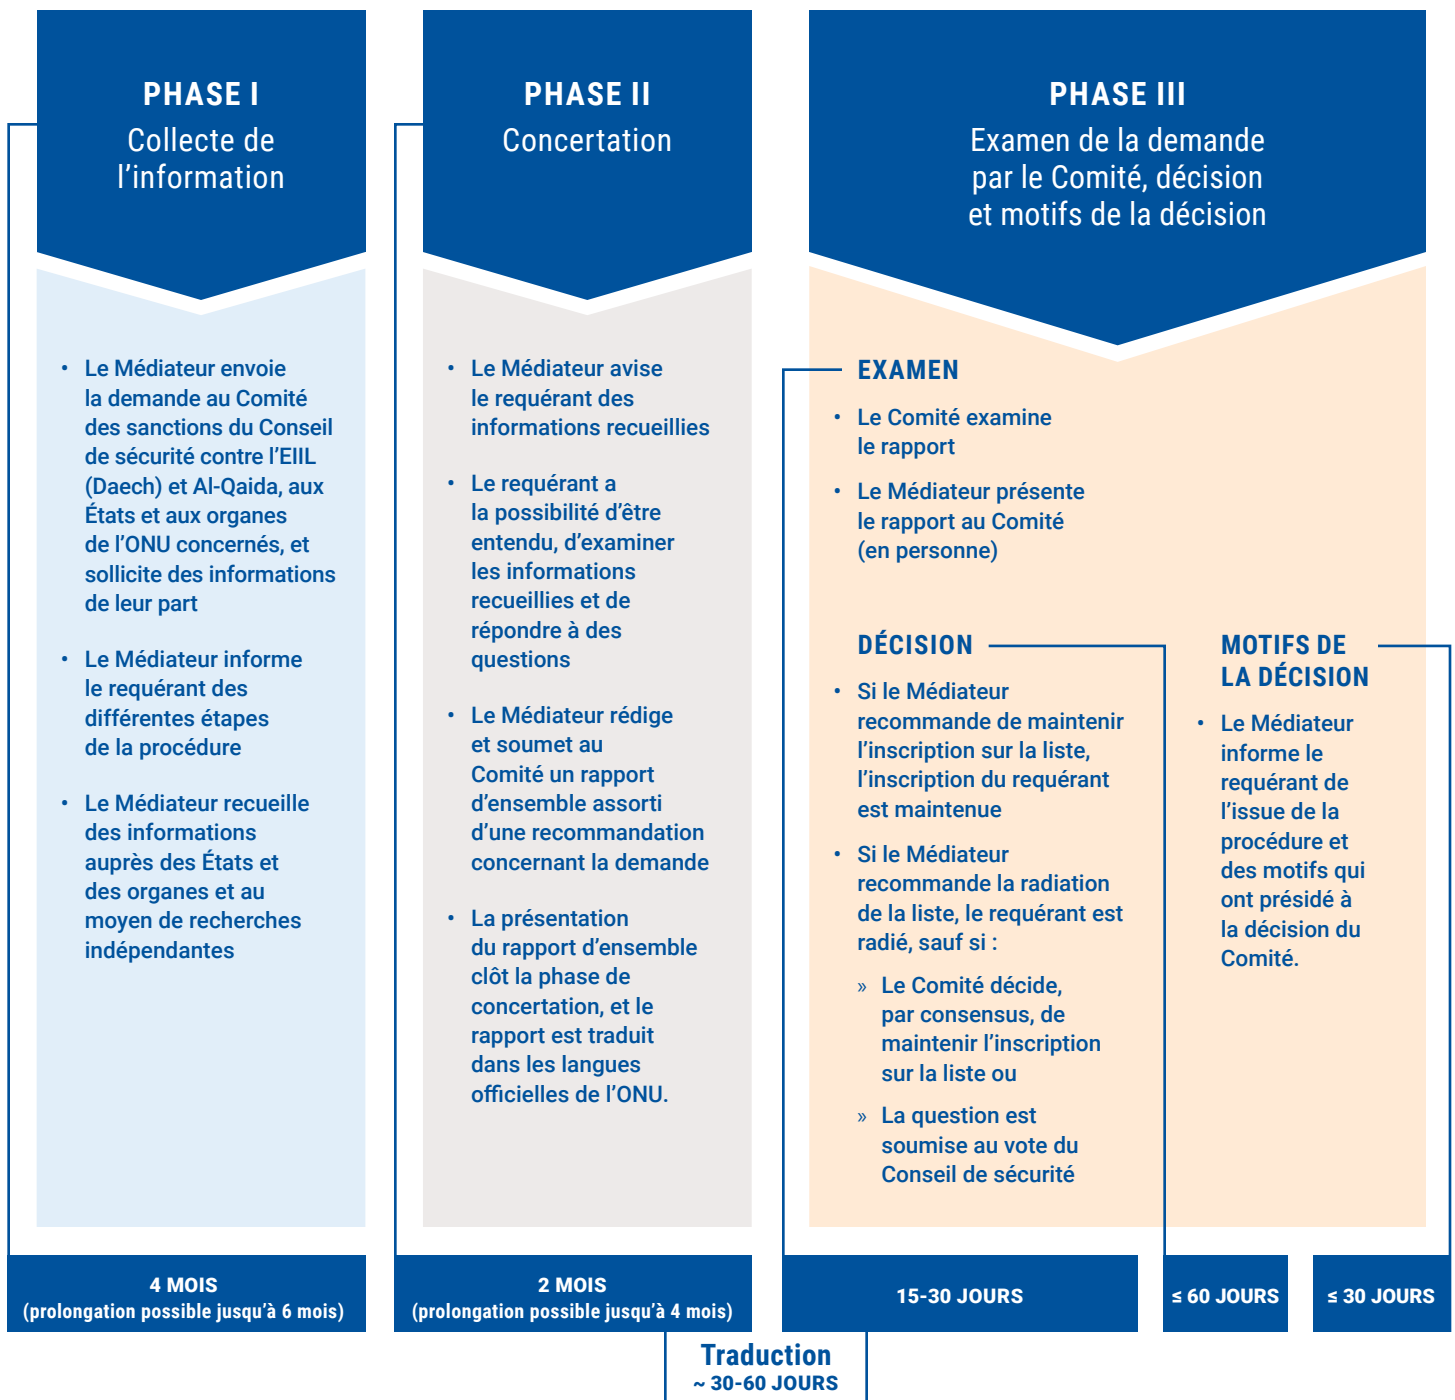 PHASE I
Collecte de
l’information
• Le Médiateur envoie
la demande au Comité
des sanctions du Conseil
de sécurité contre l’EIIL
(Daech) et Al-Qaida, aux
États et aux organes
de l’ONU concernés, et
sollicite des informations
de leur part
• Le Médiateur informe
le requérant des
différentes étapes
de la procédure
• Le Médiateur recueille
des informations
auprès des États et
des organes et au
moyen de recherches
indépendantes
4 MOIS
(prolongation possible jusqu’à 6 mois)
PHASE II
Concertation
• Le Médiateur avise
le requérant des
informations recueillies
• Le requérant a
la possibilité d’être
entendu, d’examiner
les informations
recueillies et de
répondre à des
questions
• Le Médiateur rédige
et soumet au
Comité un rapport
d’ensemble assorti
d’une recommandation
concernant la demande
• La présentation
du rapport d’ensemble
clôt la phase de
concertation, et le
rapport est traduit
dans les langues
officielles de l’ONU.
2 MOIS
(prolongation possible jusqu’à 4 mois)
Traduction
~ 30-60 JOURS
PHASE III
Examen de la demande
par le Comité, décision
et motifs de la décision
EXAMEN
• Le Comité examine
le rapport
• Le Médiateur présente
le rapport au Comité
(en personne)
DÉCISION
• Si le Médiateur
recommande de maintenir
l’inscription sur la liste,
l’inscription du requérant
est maintenue
• Si le Médiateur
recommande la radiation
de la liste, le requérant est
radié, sauf si :
» Le Comité décide,
par consensus, de
maintenir l’inscription
sur la liste ou
» La question est
soumise au vote du
Conseil de sécurité
MOTIFS DE
LA DÉCISION
• Le Médiateur
informe le
requérant de
l’issue de la
procédure et
des motifs qui
ont présidé à
la décision du
Comité.
15-30 JOURS
≤ 60 JOURS
≤ 30 JOURS